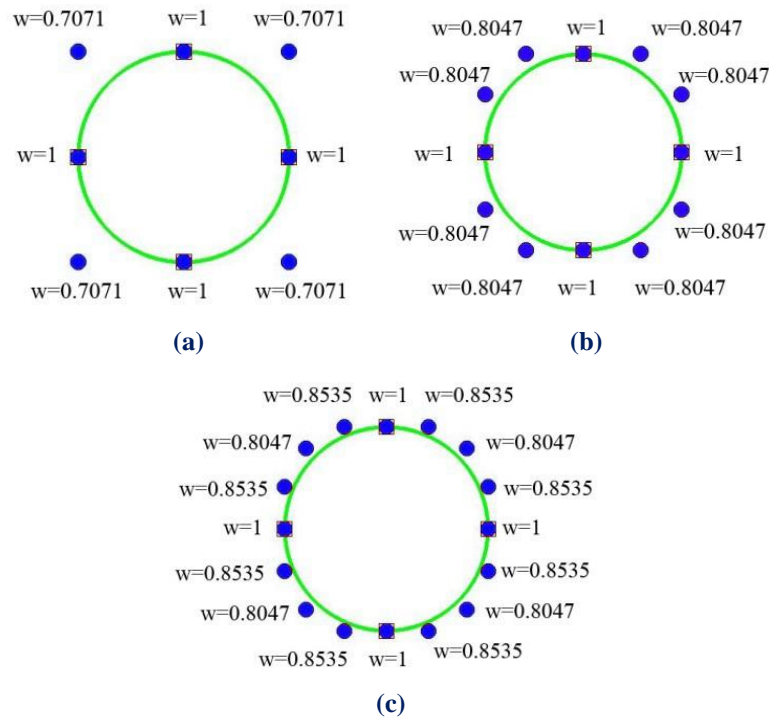 w=0.7071 w=1 w=0.7071
w=1 w=1
w=0.7071 w=1 w=0.7071
(a)
w=0.8047 w=1 w=0.8047
w=0.8047 w=0.8047
w=1 w=1
w=0.8047 w=0.8047
w=0.8047 w=1 w=0.8047
(b)
w=0.8535 w=1 w=0.8535
w=0.8047 w=0.8047
w=0.8535 w=0.8535
w=1 w=1
w=0.8535 w=0.8535
w=0.8047 w=0.8047
w=0.8535 w=1 w=0.8535
(c)